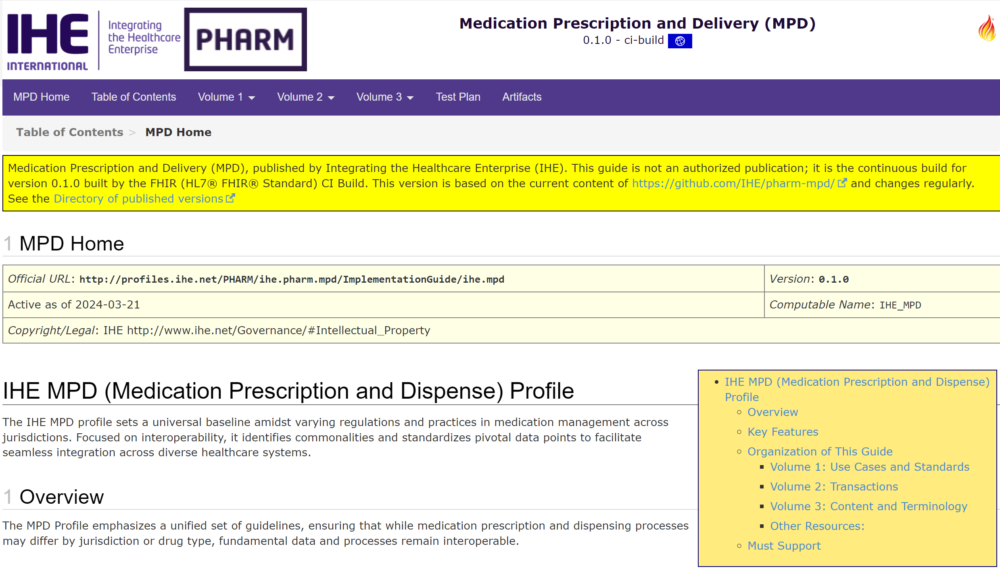 IHE
INTERNATIONAL
Integrating
the Healthcare
Enterprise
PHARM
Medication Prescription and Delivery (MPD)
0.1.0 - ci-build
MPD Home Table of Contents Volume 1 Volume 2 Volume 3 Test Plan Artifacts
Table of Contents > MPD Home
Medication Prescription and Delivery (MPD), published by Integrating the Healthcare Enterprise (IHE). This guide is not an authorized publication; it is the continuous build for
version 0.1.0 built by the FHIR (HL7® FHIR® Standard) CI Build. This version is based on the current content of https://github.com/IHE/pharm-mpd/ and changes regularly.
See the Directory of published versions
1 MPD Home
Official URL: http://profiles.ihe.net/PHARM/ihe.pharm.mpd/ImplementationGuide/ihe.mpd Version: 0.1.0
Active as of 2024-03-21 Computable Name: IHE_MPD
Copyright/Legal: IHE http://www.ihe.net/Governance/#Intellectual_Property
IHE MPD (Medication Prescription and Dispense) Profile
The IHE MPD profile sets a universal baseline amidst varying regulations and practices in medication management across
jurisdictions. Focused on interoperability, it identifies commonalities and standardizes pivotal data points to facilitate
seamless integration across diverse healthcare systems.
1 Overview
The MPD Profile emphasizes a unified set of guidelines, ensuring that while medication prescription and dispensing processes
may differ by jurisdiction or drug type, fundamental data and processes remain interoperable.
IHE MPD (Medication Prescription and Dispense)
Profile
Overview
Key Features
Organization of This Guide
Volume 1: Use Cases and Standards
Volume 2: Transactions
Volume 3: Content and Terminology
Other Resources:
Must Support